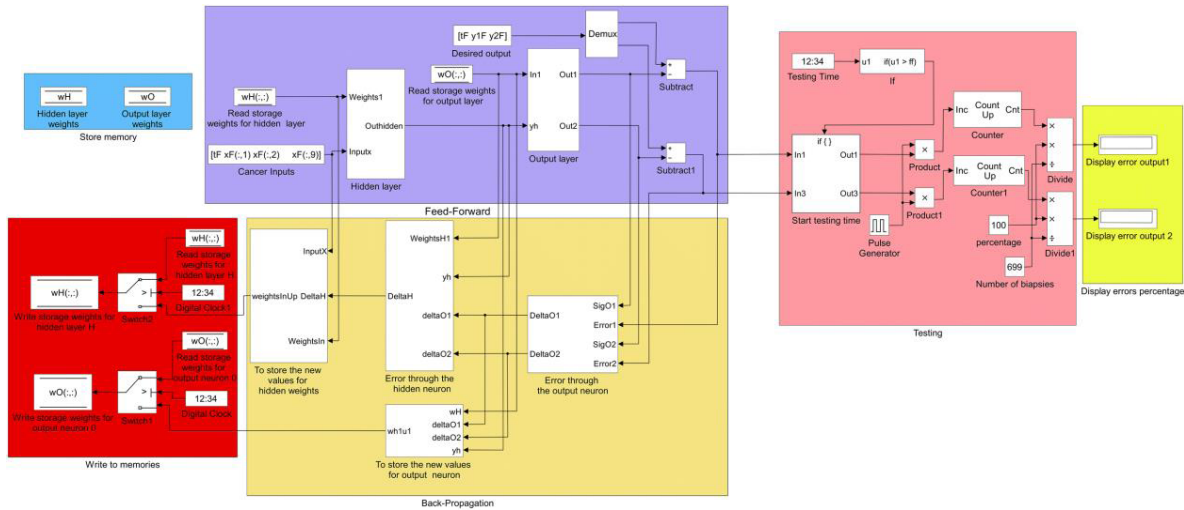 wH
wO
Hidden layer
weights
Output layer
weights
Store memory
[tF y1F y2F]
Desired output
Demux
wO(:,:)
Read storage weights
for output layer
In1
Out1
yh
Out2
Output layer
+
−
Subtract
+
−
Subtract1
wH(:,:)
Read storage
weights for hidden layer
[tF xF(:,1) xF(:,2) xF(:,9)]
Cancer Inputs
Weights1
Outhidden
Inputx
Hidden layer
Feed-Forward
12:34
Testing Time
u1
if(u1 > ff)
If
if { }
In1
Out1
In3
Out3
Start testing time
×
Product
×
Product1
Pulse
Generator
Inc
Count
Up
Cnt
Counter
Inc
Count
Up
Cnt
Counter1
100
percentage
699
Number of biapsies
×
×
÷
Divide
×
×
÷
Divide1
Testing
Display error output1
Display error output 2
Display errors percentage
wH(:,:)
Read storage
weights for
hidden layer H
wH(:,:)
Write storage weights for
hidden layer H
>
Switch2
12:34
Digital Clock1
wO(:,:)
Read storage
weights for
output neuron 0
wO(:,:)
Write storage weights for
output neuron 0
>
Switch1
12:34
Digital Clock
Write to memories
InputX
weightsInUp
DeltaH
WeightsIn
To store the new
values for
hidden weights
WeightsH1
yh
DeltaH
deltaO1
deltaO2
Error through the
hidden neuron
SigO1
DeltaO1
Error1
SigO2
DeltaO2
Error2
Error through
the output neuron
wH
deltaO1
wh1u1
deltaO2
yh
To store the new values
for output neuron
Back-Propagation